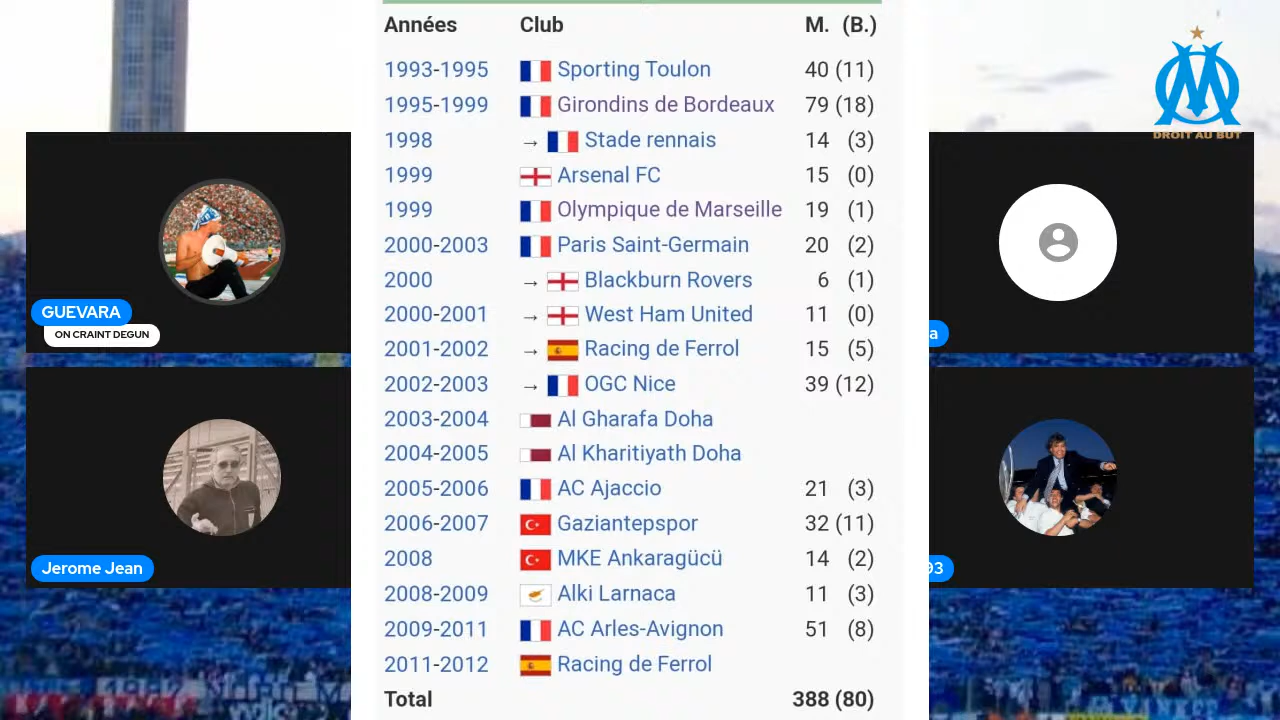 Années Club M. (B.)
1993-1995 Sporting Toulon 40 (11)
1995-1999 Girondins de Bordeaux 79 (18)
1998 → Stade rennais 14 (3)
1999 Arsenal FC 15 (0)
1999 Olympique de Marseille 19 (1)
2000-2003 Paris Saint-Germain 20 (2)
2000 → Blackburn Rovers 6 (1)
2000-2001 → West Ham United 11 (0)
2001-2002 → Racing de Ferrol 15 (5)
2002-2003 → OGC Nice 39 (12)
2003-2004 Al Gharafa Doha
2004-2005 Al Kharitiyath Doha
2005-2006 AC Ajaccio 21 (3)
2006-2007 Gaziantepspor 32 (11)
2008 MKE Ankaragücü 14 (2)
2008-2009 Alki Larnaca 11 (3)
2009-2011 AC Arles-Avignon 51 (8)
2011-2012 Racing de Ferrol
Total 388 (80)
DROIT AU BUT
GUEVARA
ON CRAINT DEGUN
a
Jerome Jean
93